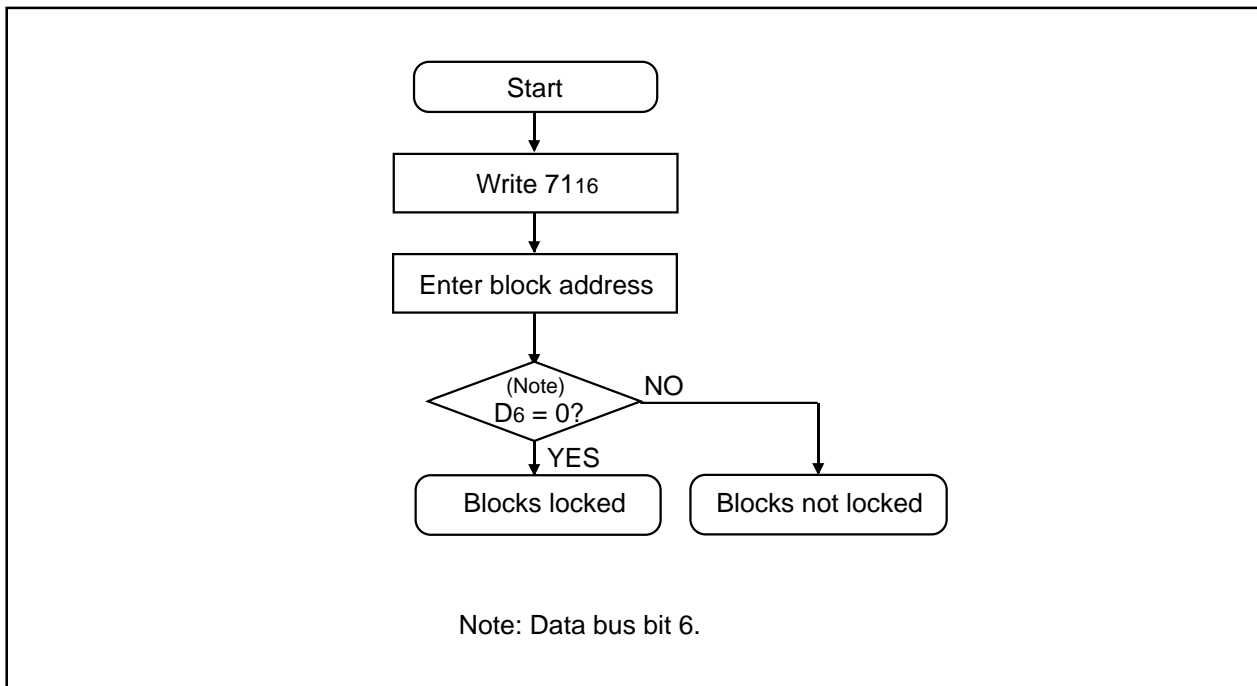 Start
Write 7116
Enter block address
(Note)
D6 = 0?
NO
YES
Blocks locked
Blocks not locked
Note: Data bus bit 6.